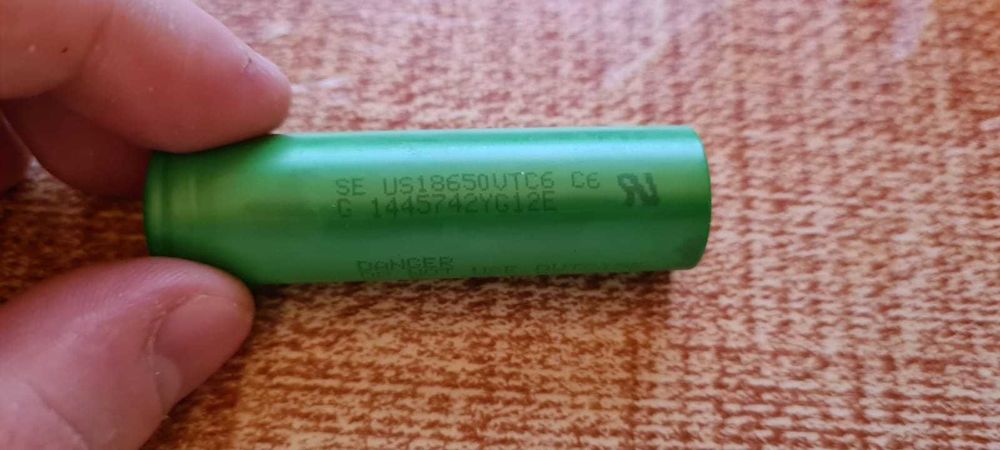 SE US18650VTC6 C6
G 1445742YG12E
DANGER